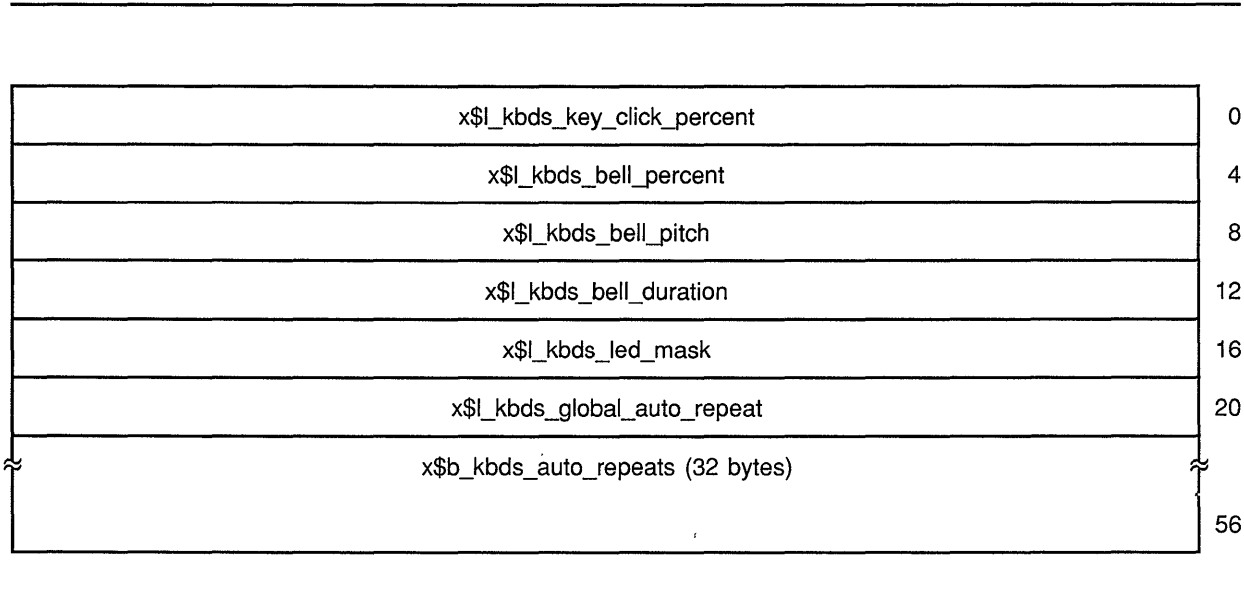 x$l_kbds_key_click_percent 0
x$l_kbds_bell_percent 4
x$l_kbds_bell_pitch 8
x$l_kbds_bell_duration 12
x$l_kbds_led_mask 16
x$l_kbds_global_auto_repeat 20
x$b_kbds_auto_repeats (32 bytes)
56